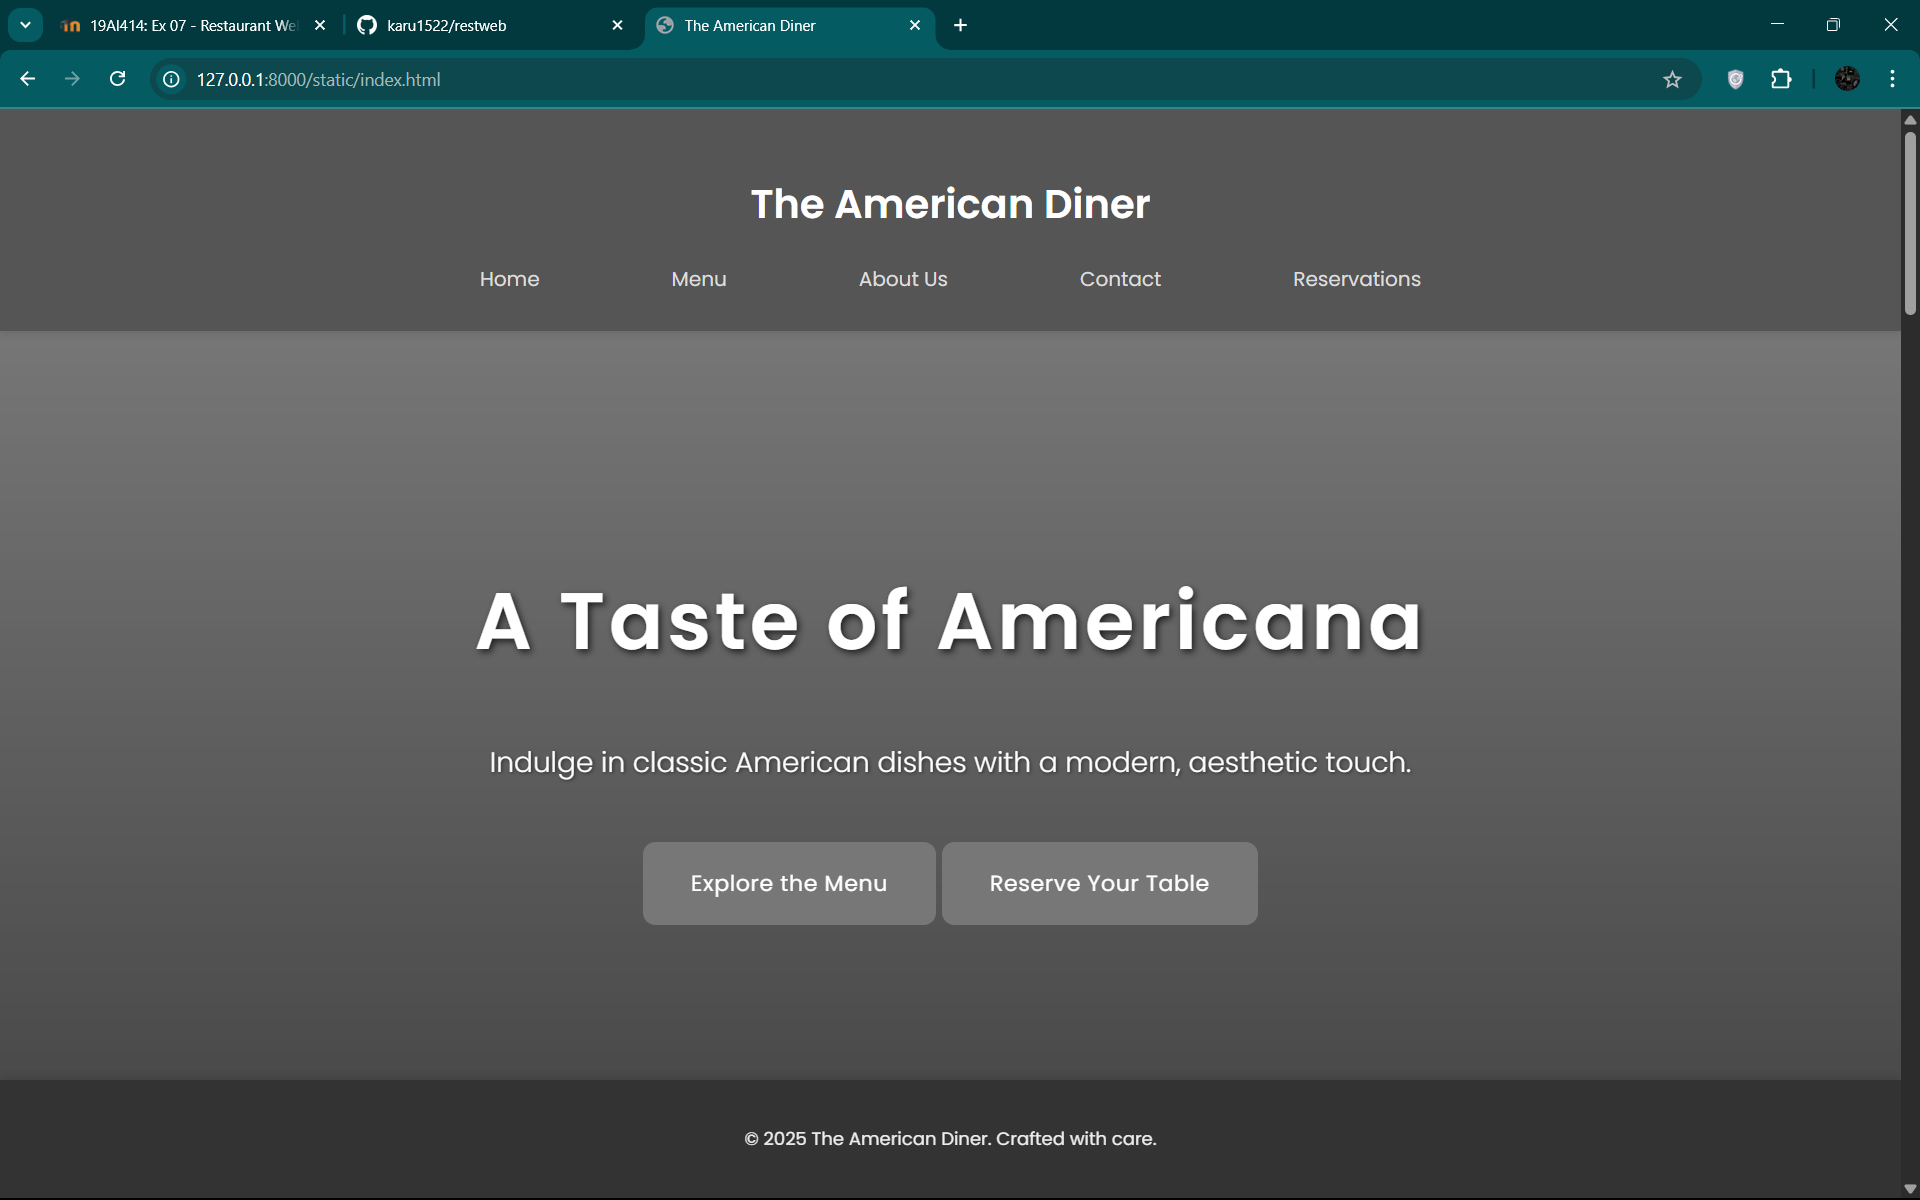 19AI414: Ex 07 - Restaurant We
karu1522/restweb
The American Diner
127.0.0.1:8000/static/index.html
The American Diner
Home Menu About Us Contact Reservations
A Taste of Americana
Indulge in classic American dishes with a modern, aesthetic touch.
Explore the Menu Reserve Your Table
© 2025 The American Diner. Crafted with care.